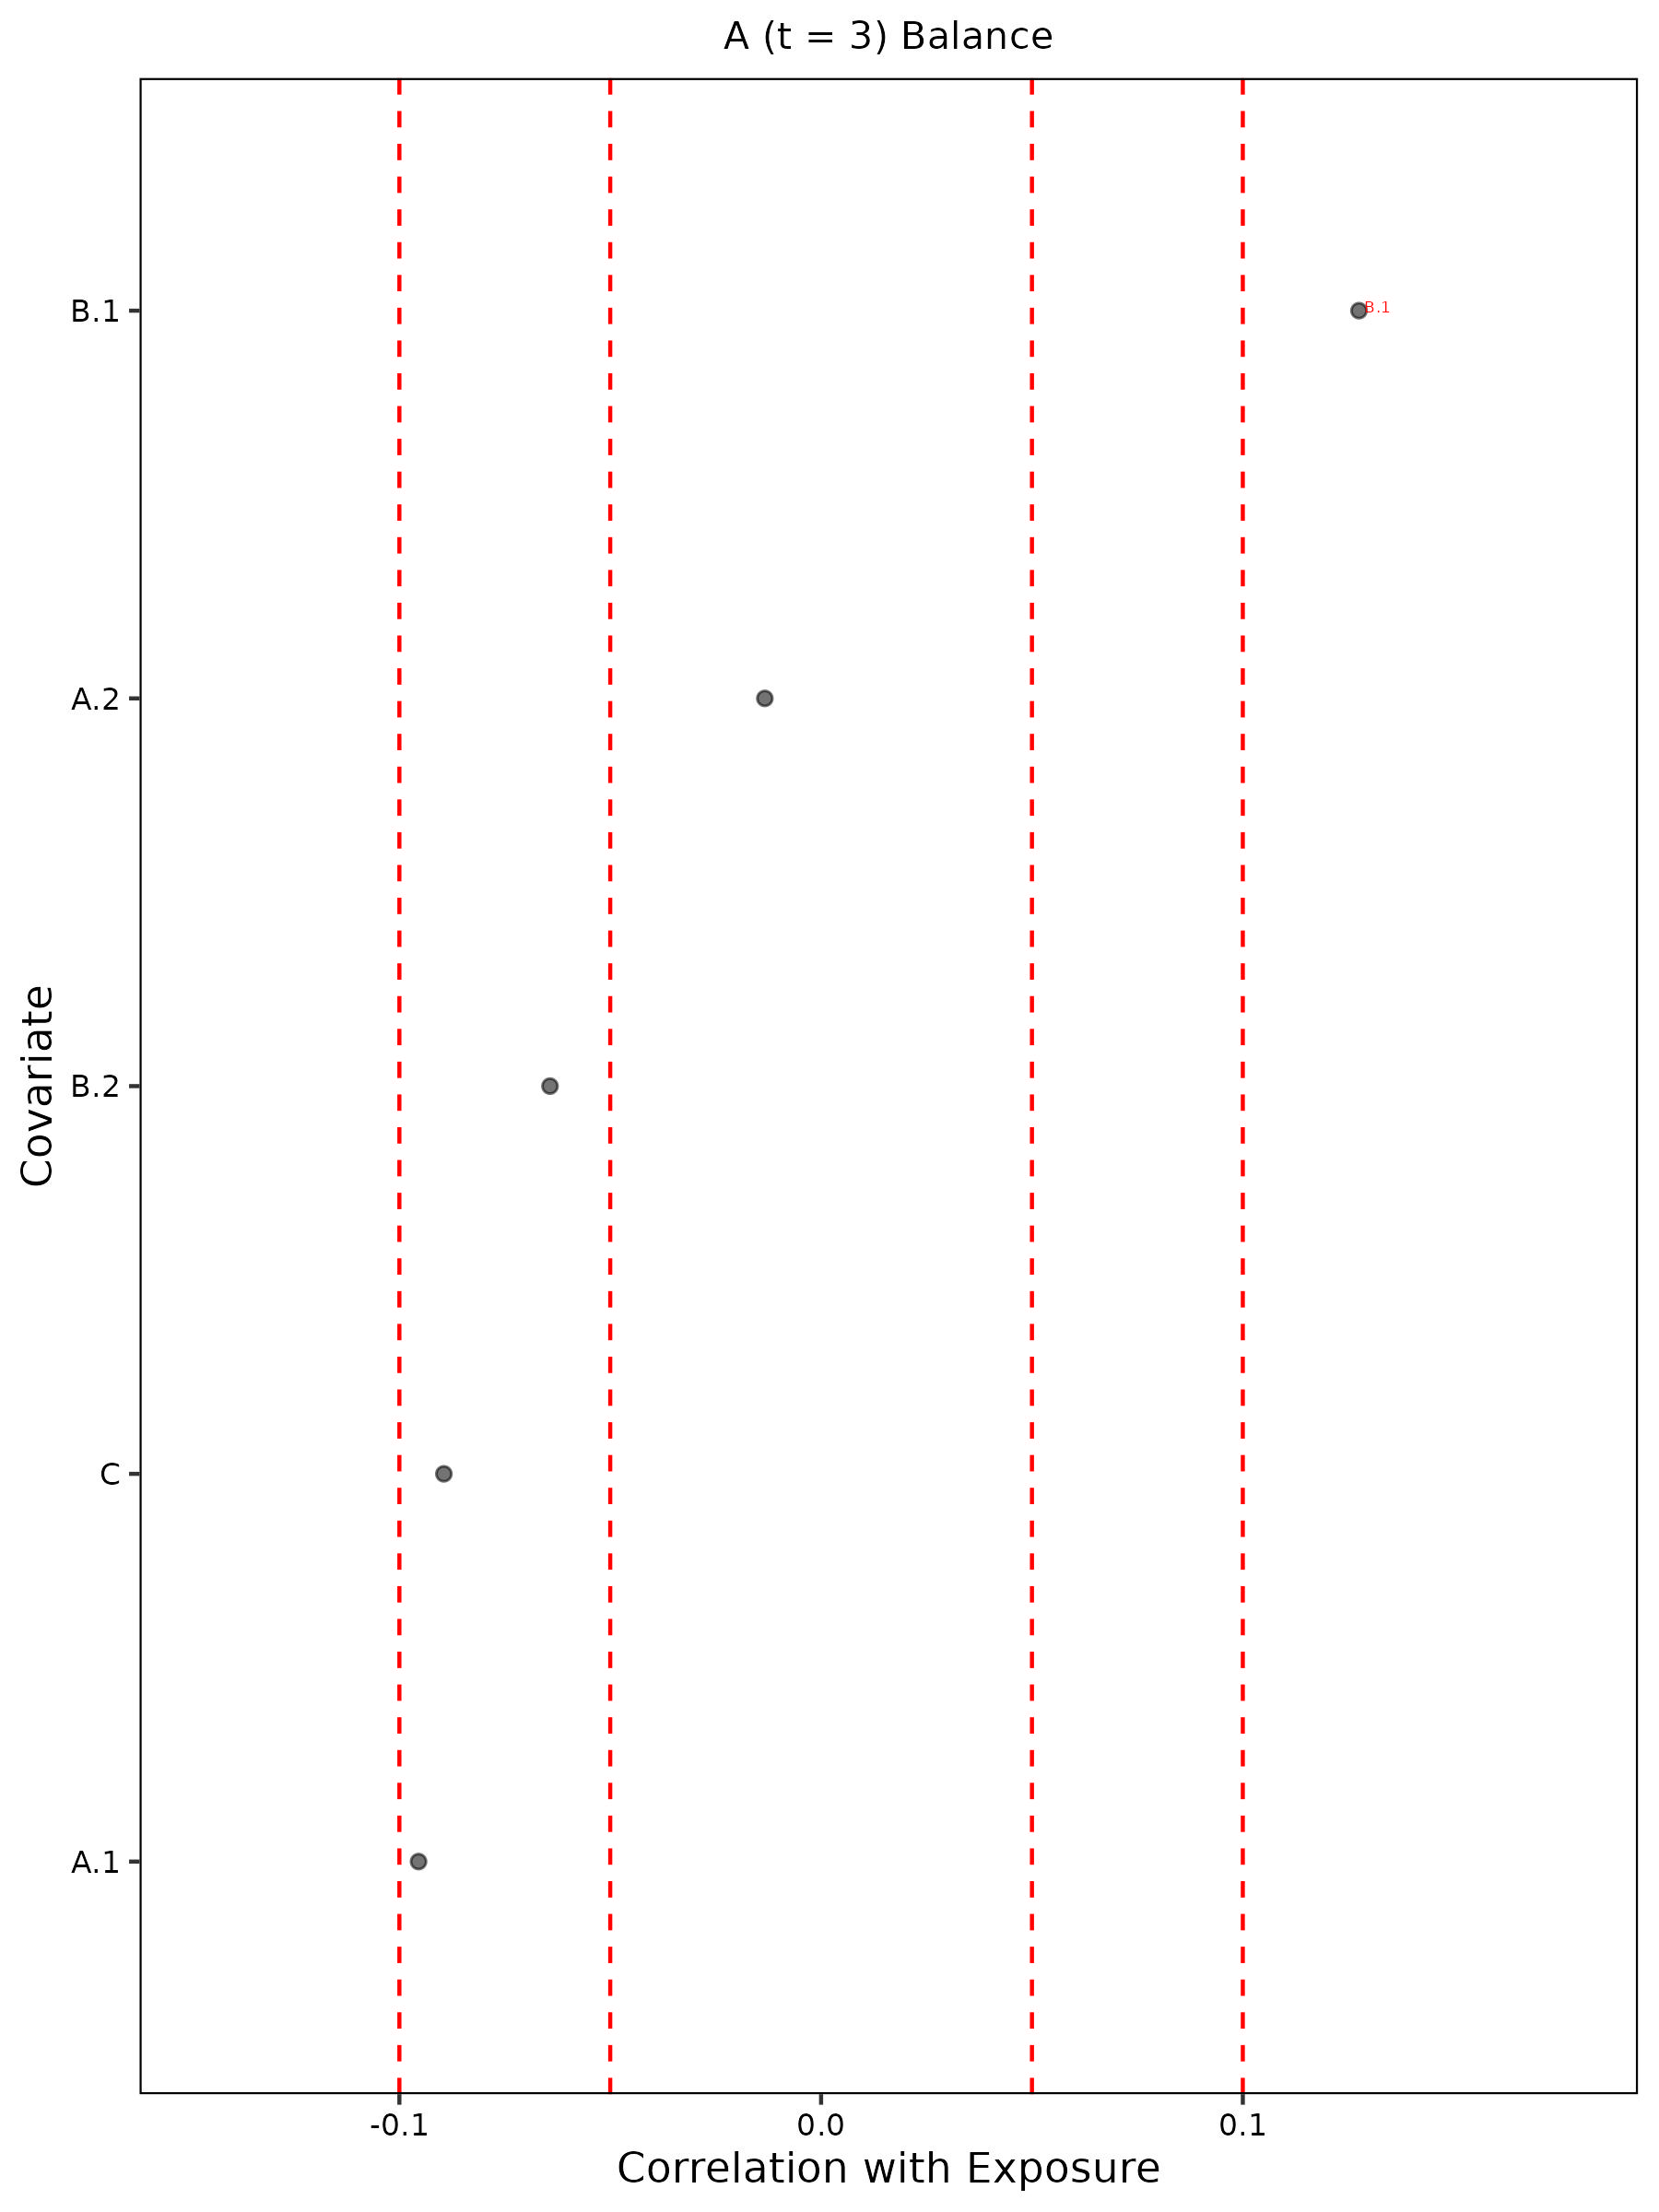 A (t = 3) Balance
B.1
B.1
A.2
B.2
C
A.1
Covariate
-0.1
0.0
0.1
Correlation with Exposure